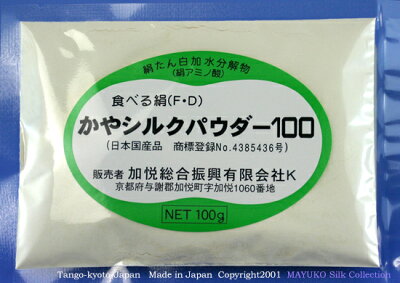 絹たん白加水分解物
(絹アミノ酸)
食べる絹(F・D)
かやシルクパウダー100
(日本国産品 商標登録No.4385436号)
販売者 加悦総合振興有限会社K
京都府与謝郡加悦町字加悦1060番地
NET 100g
Tango-kyoto-Japan Made in Japan Copyright2001 MAYUKO Silk Collection